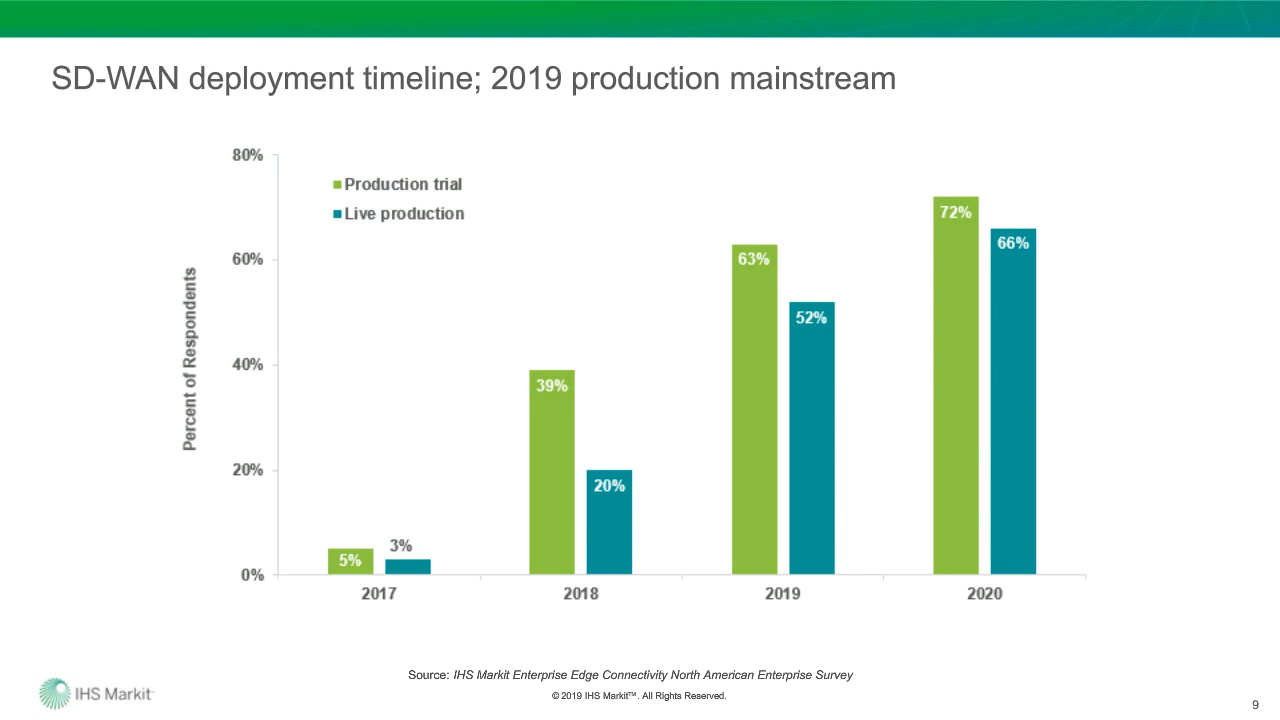 SD-WAN deployment timeline; 2019 production mainstream
80%
Production trial
Live production
60%
40%
20%
0%
Percent of Respondents
5%
3%
39%
20%
63%
52%
72%
66%
2017
2018
2019
2020
Source: IHS Markit Enterprise Edge Connectivity North American Enterprise Survey
© 2019 IHS Markit™. All Rights Reserved.
IHS Markit
9